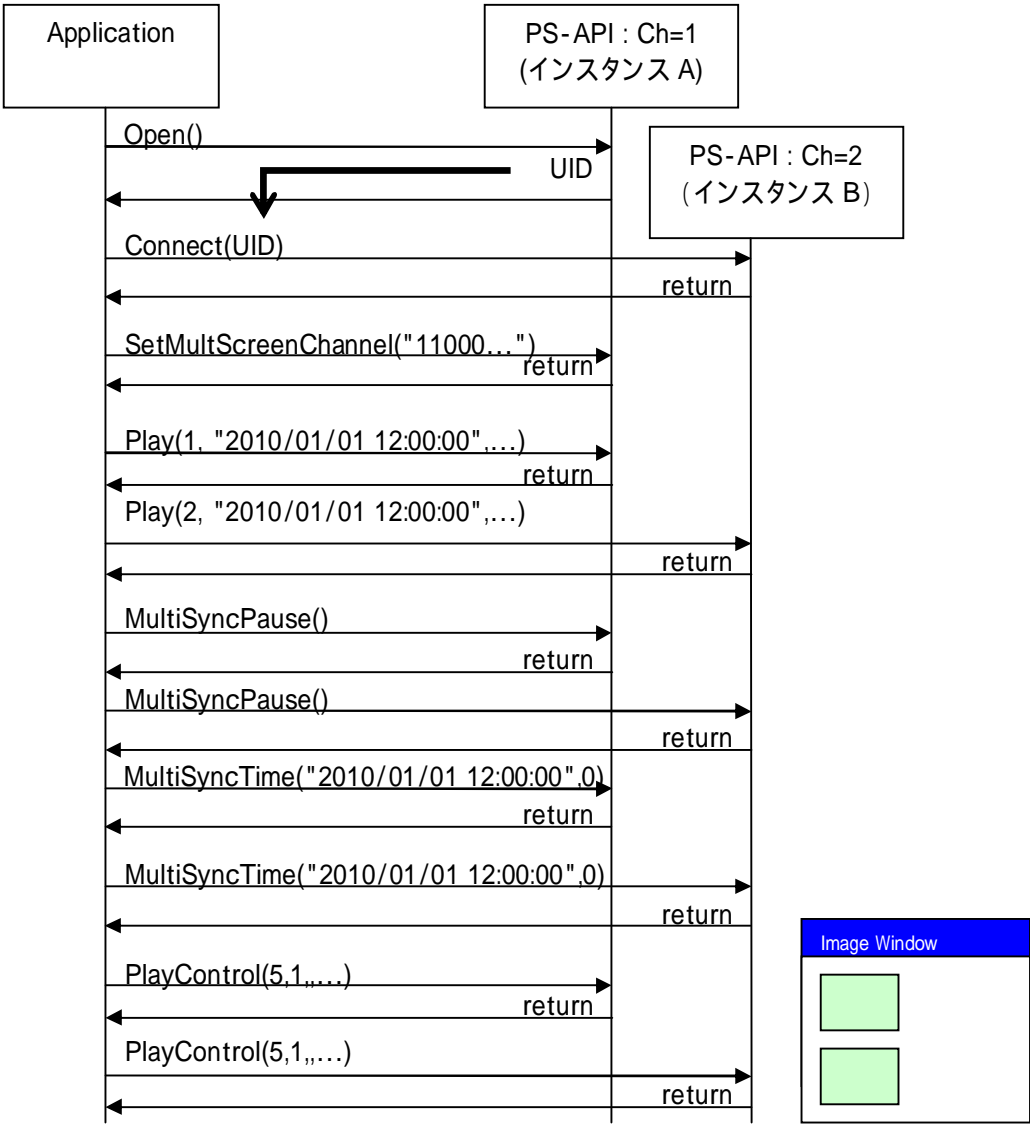 Application
PS-API : Ch=1
(インスタンス A)
PS-API : Ch=2
(インスタンス B)
Open()
UID
Connect(UID)
return
SetMultScreenChannel("11000...")
return
Play(1, "2010/01/01 12:00:00",...)
return
Play(2, "2010/01/01 12:00:00",...)
return
MultiSyncPause()
return
MultiSyncPause()
return
MultiSyncTime("2010/01/01 12:00:00",0)
return
MultiSyncTime("2010/01/01 12:00:00",0)
return
PlayControl(5,1,,...)
return
PlayControl(5,1,,...)
return
Image Window